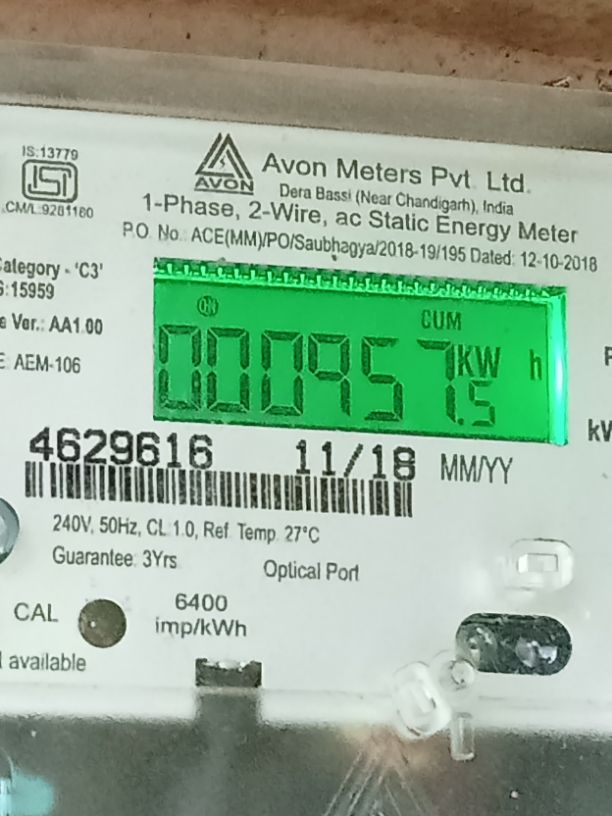 IS:13779
CM/L:9201160
AVON
Avon Meters Pvt. Ltd.
Dera Bassi (Near Chandigarh), India
1-Phase, 2-Wire, ac Static Energy Meter
P.O. No.: ACE(MM)/PO/Saubhagya/2018-19/195 Dated: 12-10-2018
Category - 'C3'
:15959
Ver.: AA1.00
AEM-106
CUM
000957.5 KW h
4629616 11/18 MM/YY
240V, 50Hz, CL 1.0, Ref. Temp. 27°C
Guarantee: 3Yrs
Optical Port
CAL
6400
imp/kWh
available